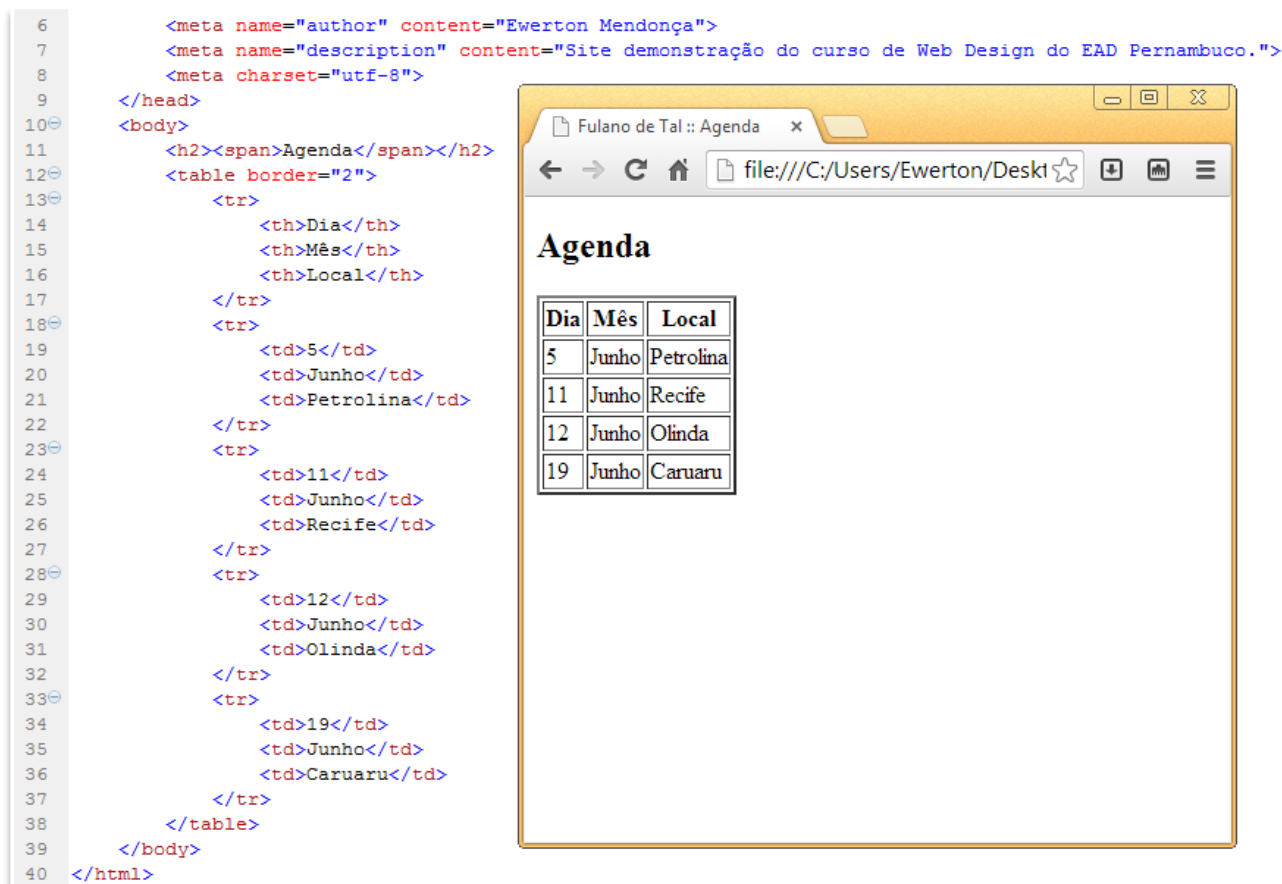 6 <meta name="author" content="Ewerton Mendonça">
7 <meta name="description" content="Site demonstração do curso de Web Design do EAD Pernambuco.">
8 <meta charset="utf-8">
9 </head>
10 <body>
11 <h2><span>Agenda</span></h2>
12 <table border="2">
13 <tr>
14 <th>Dia</th>
15 <th>Mês</th>
16 <th>Local</th>
17 </tr>
18 <tr>
19 <td>5</td>
20 <td>Junho</td>
21 <td>Petrolina</td>
22 </tr>
23 <tr>
24 <td>11</td>
25 <td>Junho</td>
26 <td>Recife</td>
27 </tr>
28 <tr>
29 <td>12</td>
30 <td>Junho</td>
31 <td>Olinda</td>
32 </tr>
33 <tr>
34 <td>19</td>
35 <td>Junho</td>
36 <td>Caruaru</td>
37 </tr>
38 </table>
39 </body>
40 </html>
Fulano de Tal :: Agenda
file:///C:/Users/Ewerton/Deskt
Agenda
Dia Mês Local
5 Junho Petrolina
11 Junho Recife
12 Junho Olinda
19 Junho Caruaru